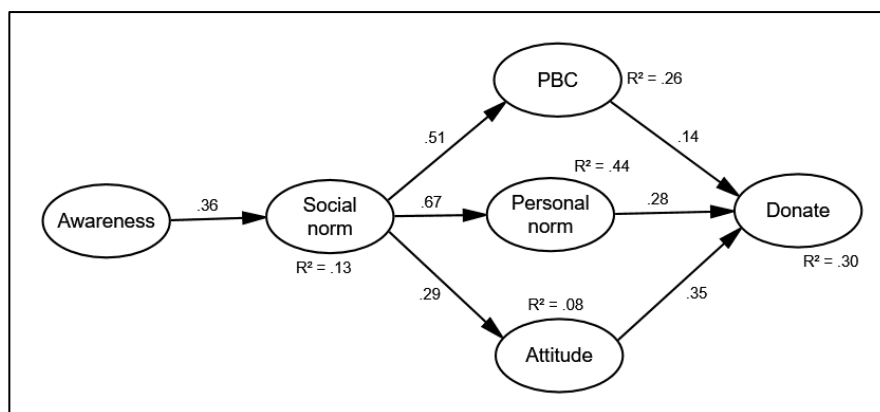 PBC
R² = .26
.51
.14
R² = .44
Awareness
.36
Social
norm
R² = .13
.67
Personal
norm
.28
Donate
R² = .30
.29
.35
R² = .08
Attitude